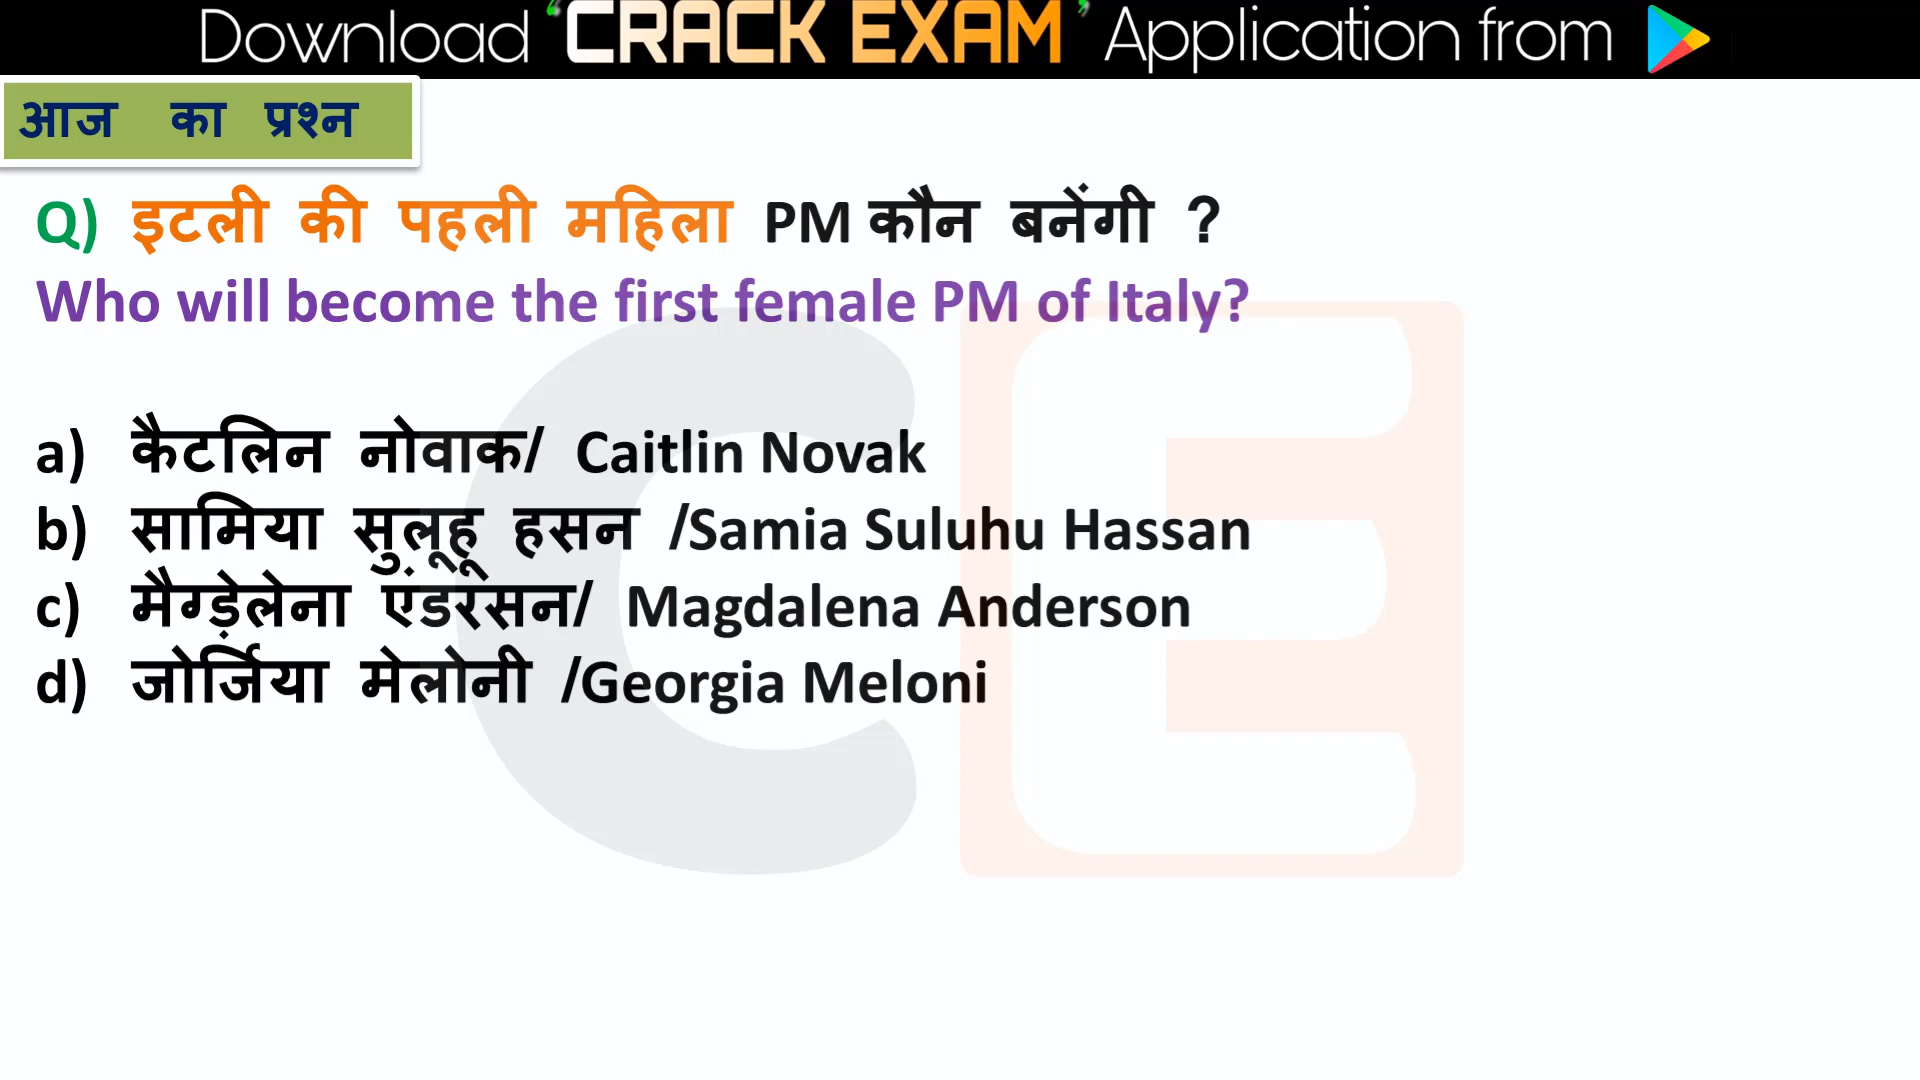 Download ‘CRACK EXAM’ Application from
आज का प्रश्न
Q) इटली की पहली महिला PM कौन बनेंगी ?
Who will become the first female PM of Italy?
a) कैटलिन नोवाक/ Caitlin Novak
b) सामिया सुलूहू हसन /Samia Suluhu Hassan
c) मैग्ड़ेलेना एंडरसन/ Magdalena Anderson
d) जोर्जिया मेलोनी /Georgia Meloni
CE